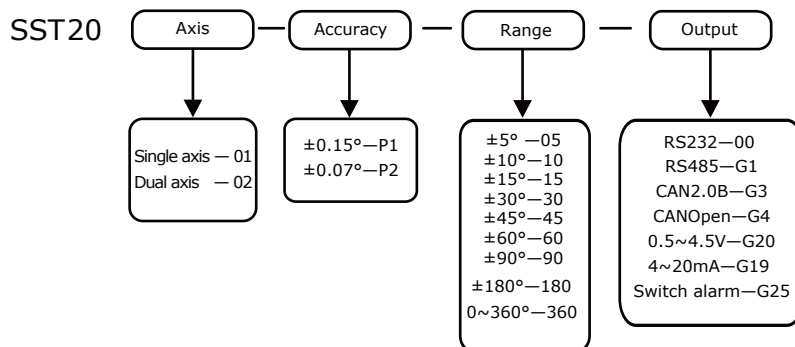 SST20
Axis — Accuracy — Range — Output
Single axis — 01
Dual axis — 02
±0.15°—P1
±0.07°—P2
±5° —05
±10°—10
±15°—15
±30°—30
±45°—45
±60°—60
±90°—90
±180°—180
0~360°—360
RS232—00
RS485—G1
CAN2.0B—G3
CANOpen—G4
0.5~4.5V—G20
4~20mA—G19
Switch alarm—G25